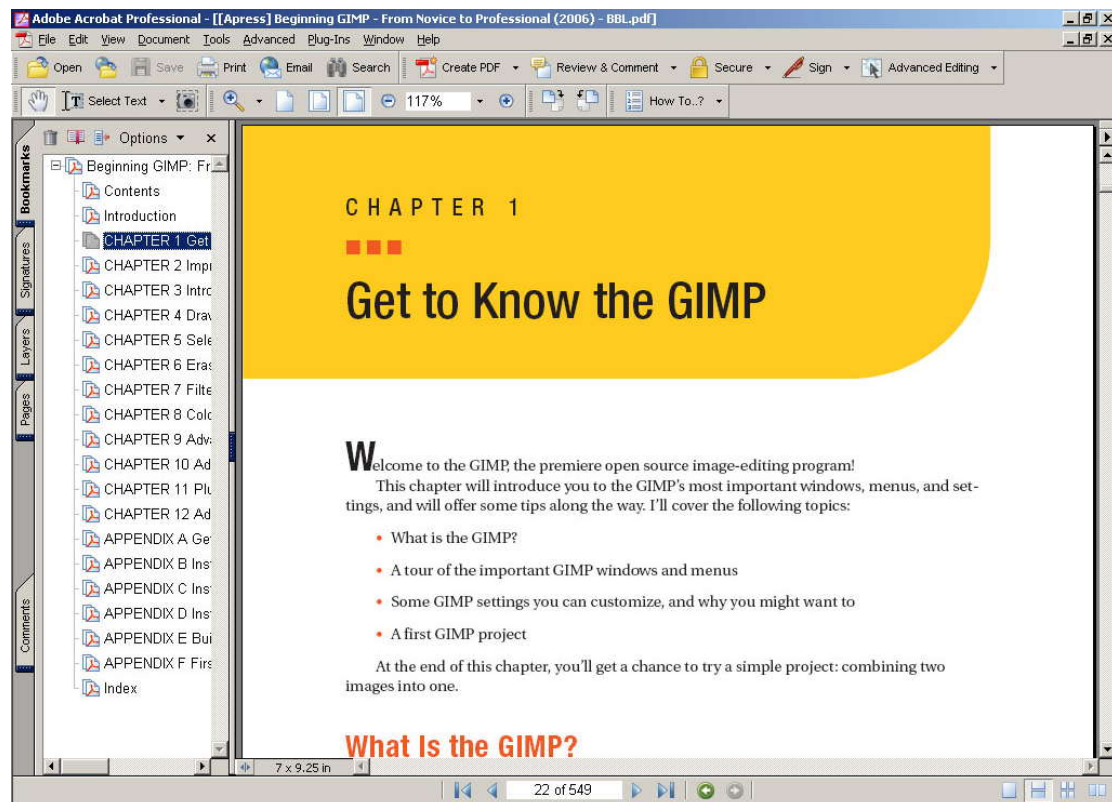 Adobe Acrobat Professional - [[Apress] Beginning GIMP - From Novice to Professional (2006) - BBL.pdf]
File Edit View Document Tools Advanced Plug-Ins Window Help
Open Save Print Email Search Create PDF Review & Comment Secure Sign Advanced Editing
Select Text 117% How To..?
Options
Bookmarks
Signatures
Layers
Pages
Comments
Beginning GIMP: Fr
Contents
Introduction
CHAPTER 1 Get
CHAPTER 2 Impr
CHAPTER 3 Intro
CHAPTER 4 Draw
CHAPTER 5 Sele
CHAPTER 6 Eras
CHAPTER 7 Filte
CHAPTER 8 Colo
CHAPTER 9 Adva
CHAPTER 10 Ad
CHAPTER 11 Plu
CHAPTER 12 Ad
APPENDIX A Ge
APPENDIX B Ins
APPENDIX C Ins
APPENDIX D Ins
APPENDIX E Bui
APPENDIX F Firs
Index
CHAPTER 1
Get to Know the GIMP
Welcome to the GIMP, the premiere open source image-editing program!
This chapter will introduce you to the GIMP's most important windows, menus, and set-
tings, and will offer some tips along the way. I'll cover the following topics:
• What is the GIMP?
• A tour of the important GIMP windows and menus
• Some GIMP settings you can customize, and why you might want to
• A first GIMP project
At the end of this chapter, you'll get a chance to try a simple project: combining two
images into one.
What Is the GIMP?
7 x 9.25 in
22 of 549